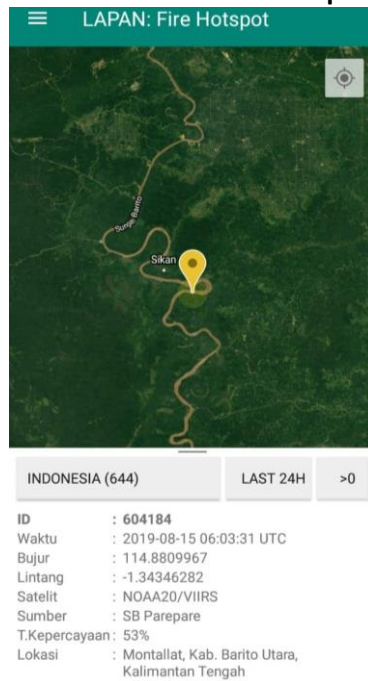 LAPAN: Fire Hotspot
Sungai Barito
Sikan
INDONESIA (644) LAST 24H >0
ID : 604184
Waktu : 2019-08-15 06:03:31 UTC
Bujur : 114.8809967
Lintang : -1.34346282
Satelit : NOAA20/VIIRS
Sumber : SB Parepare
T.Kepercayaan : 53%
Lokasi : Montallat, Kab. Barito Utara,
Kalimantan Tengah